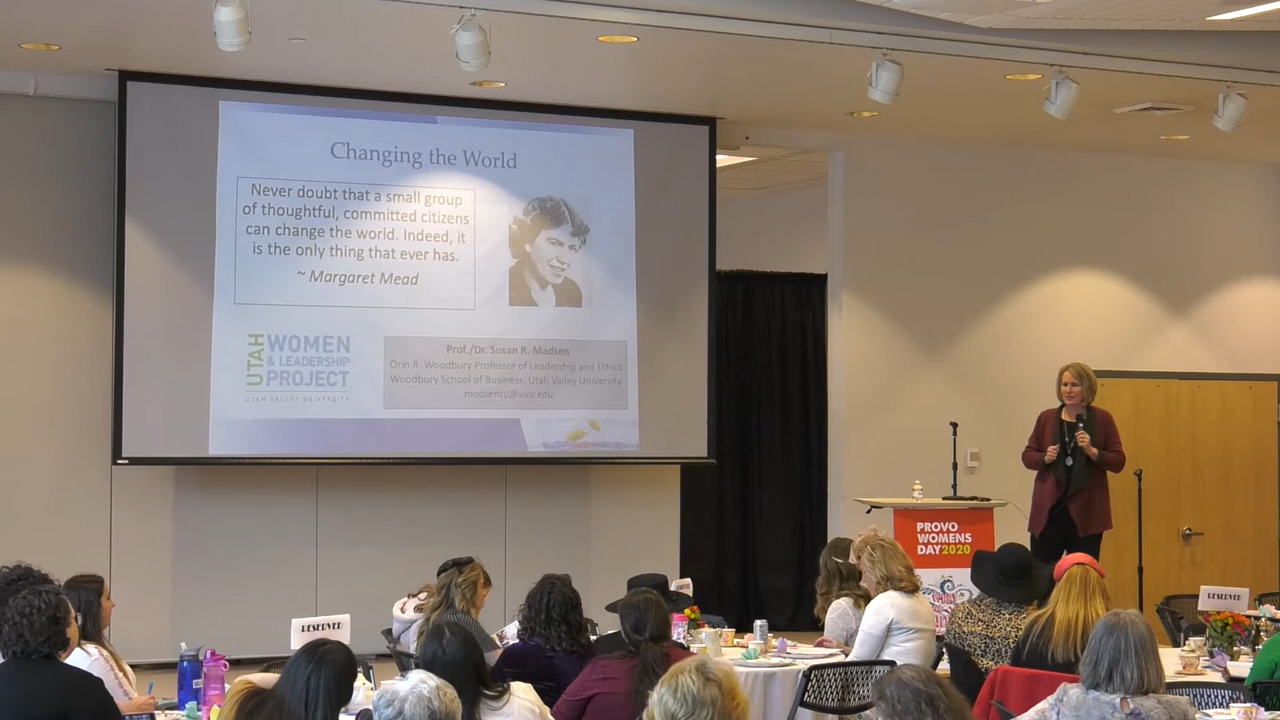 Changing the World
Never doubt that a small group
of thoughtful, committed citizens
can change the world. Indeed, it
is the only thing that ever has.
~ Margaret Mead
UTAH
WOMEN
& LEADERSHIP
PROJECT
UTAH VALLEY UNIVERSITY
Prof./Dr. Susan R. Madsen
Orin R. Woodbury Professor of Leadership and Ethics
Woodbury School of Business, Utah Valley University
madsensu@uvu.edu
PROVO
WOMENS
DAY2020
RESERVED
RESERVED